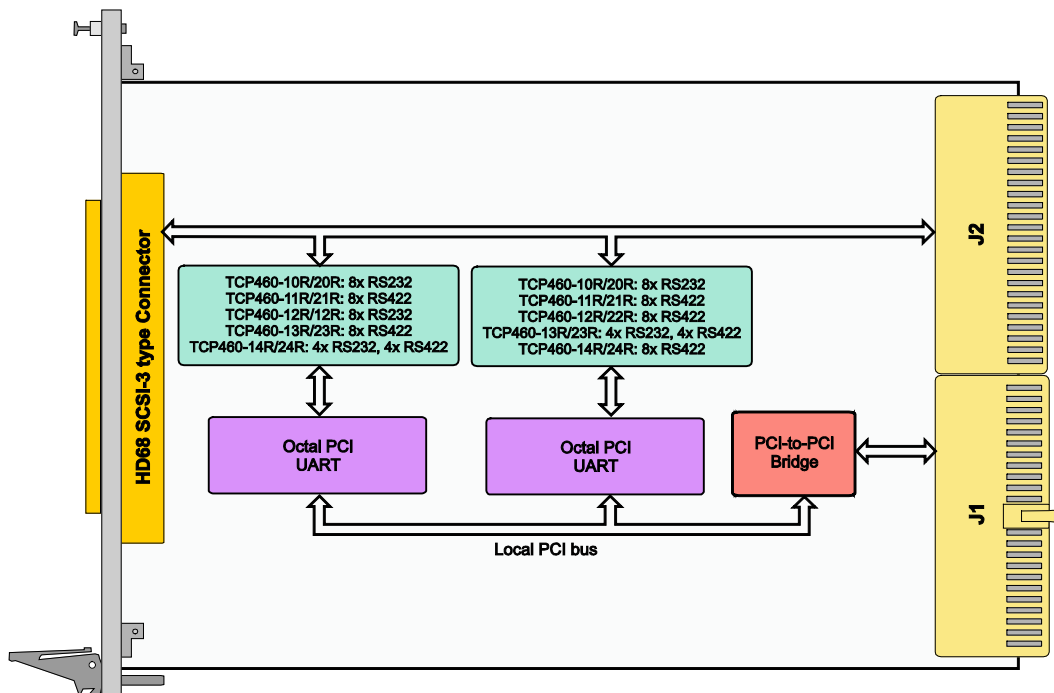 HD68 SCSI-3 type Connector
J2
TCP460-10R/20R: 8x RS232
TCP460-11R/21R: 8x RS422
TCP460-12R/12R: 8x RS232
TCP460-13R/23R: 8x RS422
TCP460-14R/24R: 4x RS232, 4x RS422
TCP460-10R/20R: 8x RS232
TCP460-11R/21R: 8x RS422
TCP460-12R/22R: 8x RS422
TCP460-13R/23R: 4x RS232, 4x RS422
TCP460-14R/24R: 8x RS422
Octal PCI
UART
Octal PCI
UART
PCI-to-PCI
Bridge
J1
Local PCI bus